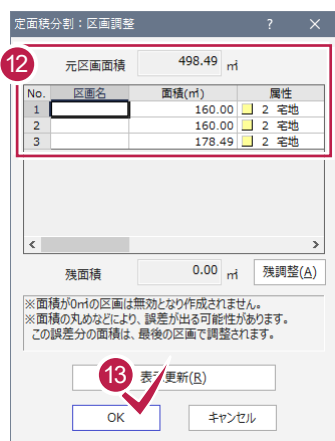 定面積分割：区画調整 ? ×
12
元区画面積 498.49 ㎡
No. 区画名 面積(㎡) 属性
1 160.00 2 宅地
2 160.00 2 宅地
3 178.49 2 宅地
< >
残面積 0.00 ㎡ 残調整(A)
※面積が0㎡の区画は無効となり作成されません。
※面積の丸めなどにより、誤差が出る可能性があります。
この誤差分の面積は、最後の区画で調整されます。
13 表示更新(R)
OK キャンセル